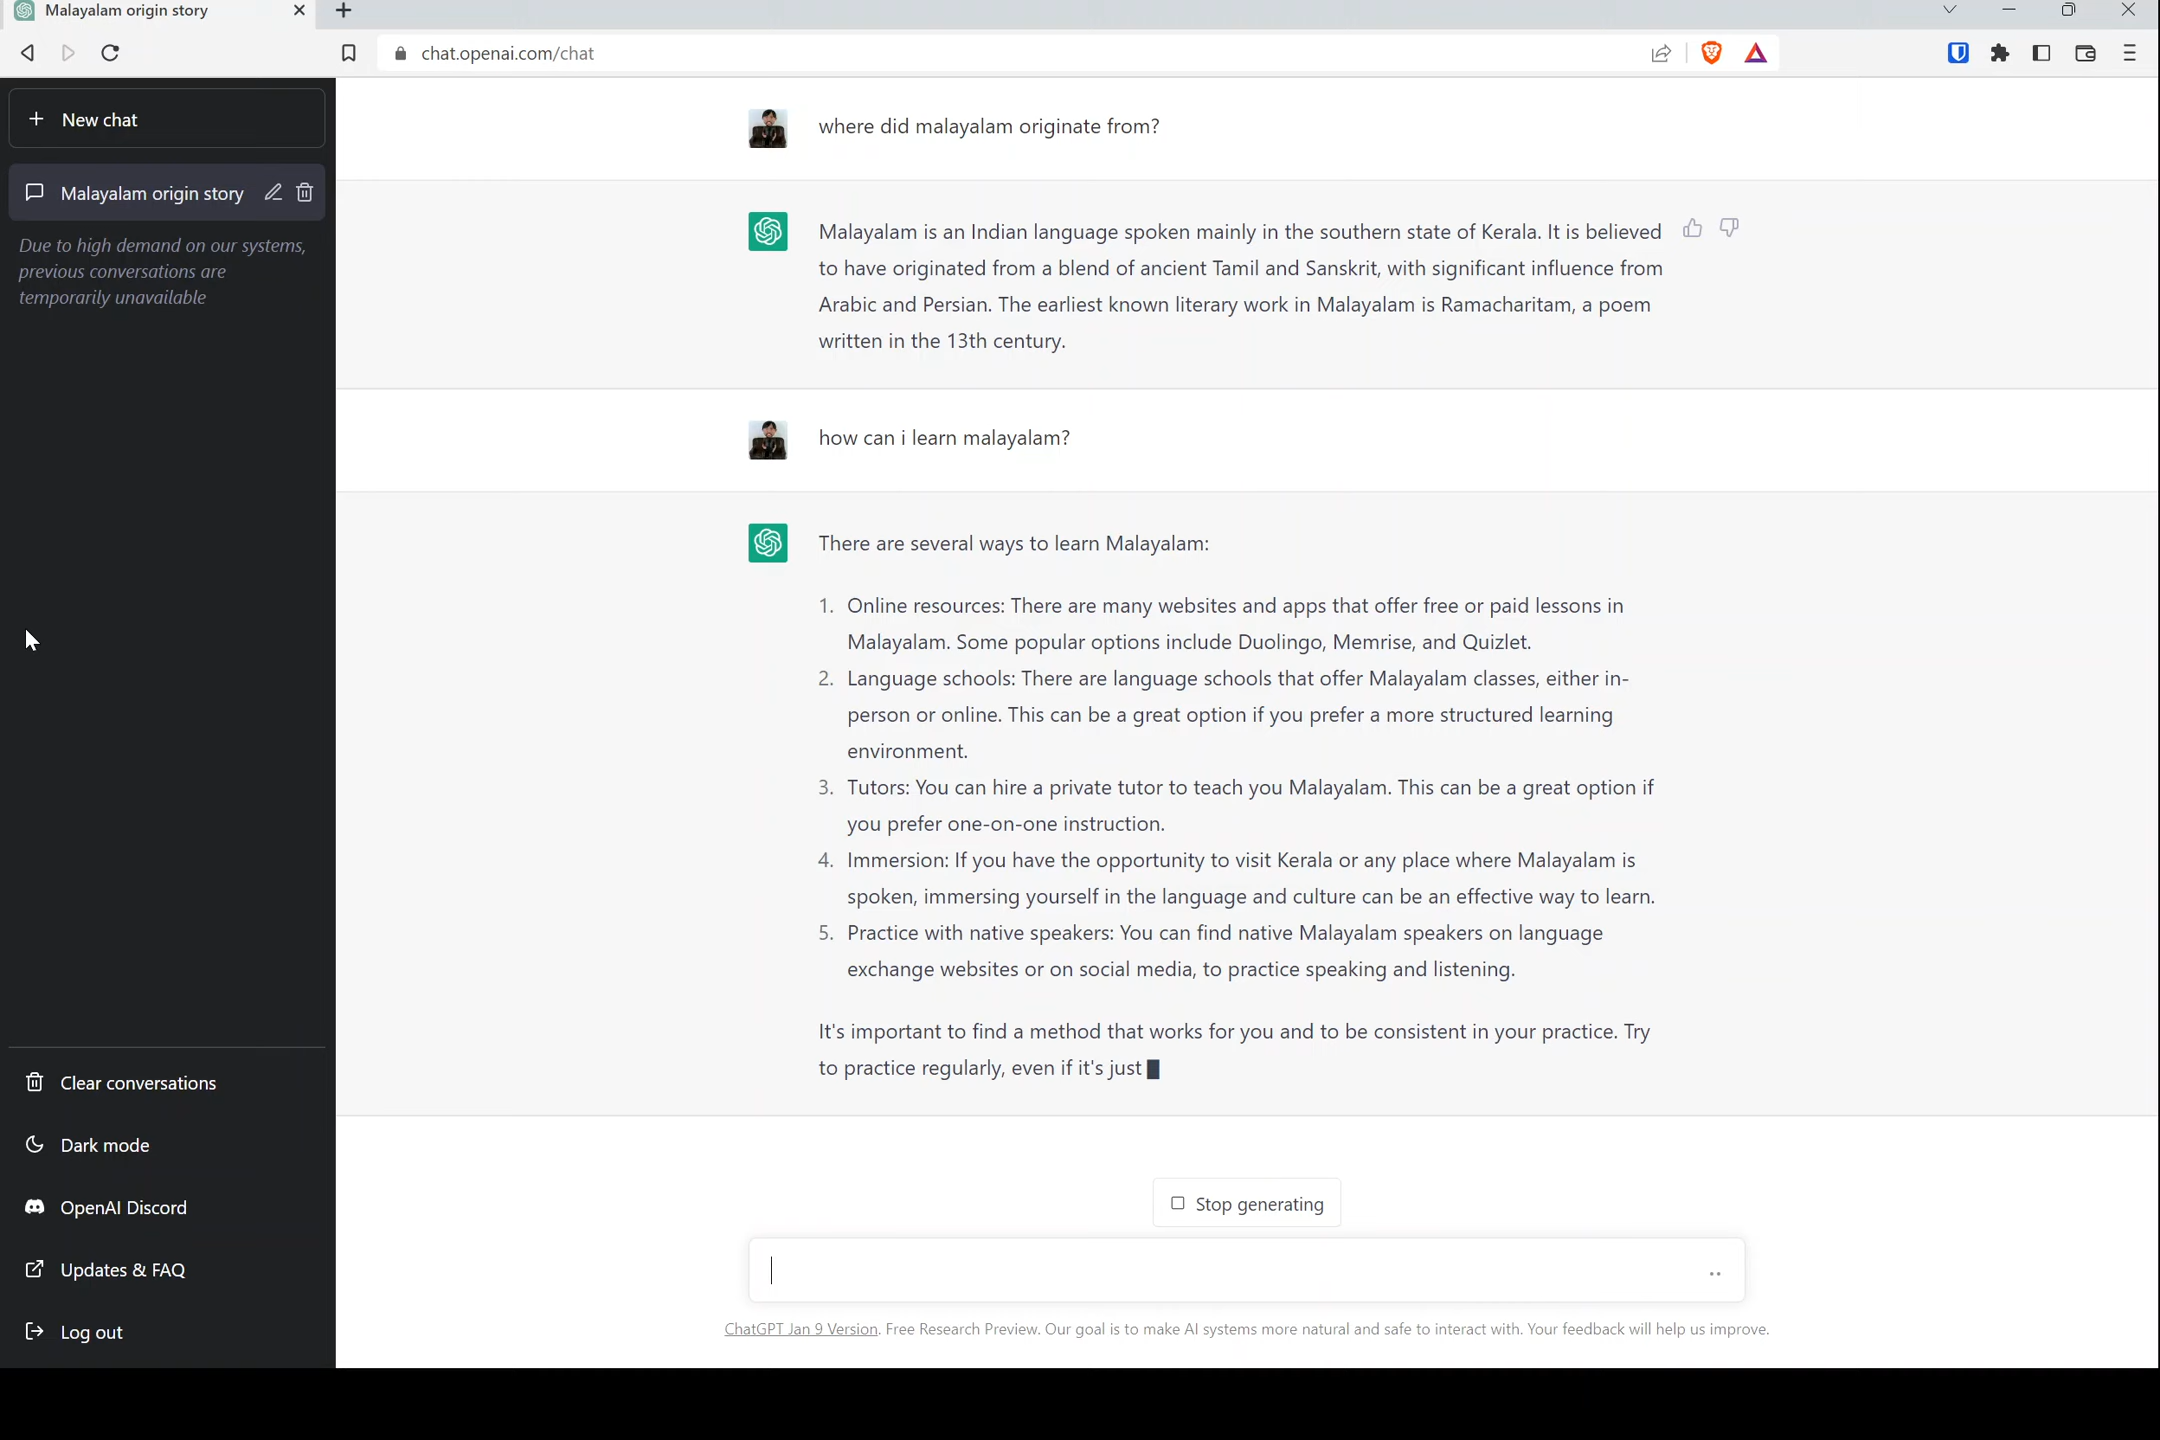 Malayalam origin story
chat.openai.com/chat
New chat
Malayalam origin story
Due to high demand on our systems,
previous conversations are
temporarily unavailable
Clear conversations
Dark mode
OpenAI Discord
Updates & FAQ
Log out
where did malayalam originate from?
Malayalam is an Indian language spoken mainly in the southern state of Kerala. It is believed
to have originated from a blend of ancient Tamil and Sanskrit, with significant influence from
Arabic and Persian. The earliest known literary work in Malayalam is Ramacharitam, a poem
written in the 13th century.
how can i learn malayalam?
There are several ways to learn Malayalam:
1. Online resources: There are many websites and apps that offer free or paid lessons in
Malayalam. Some popular options include Duolingo, Memrise, and Quizlet.
2. Language schools: There are language schools that offer Malayalam classes, either in-
person or online. This can be a great option if you prefer a more structured learning
environment.
3. Tutors: You can hire a private tutor to teach you Malayalam. This can be a great option if
you prefer one-on-one instruction.
4. Immersion: If you have the opportunity to visit Kerala or any place where Malayalam is
spoken, immersing yourself in the language and culture can be an effective way to learn.
5. Practice with native speakers: You can find native Malayalam speakers on language
exchange websites or on social media, to practice speaking and listening.
It's important to find a method that works for you and to be consistent in your practice. Try
to practice regularly, even if it's just
Stop generating
ChatGPT Jan 9 Version. Free Research Preview. Our goal is to make AI systems more natural and safe to interact with. Your feedback will help us improve.